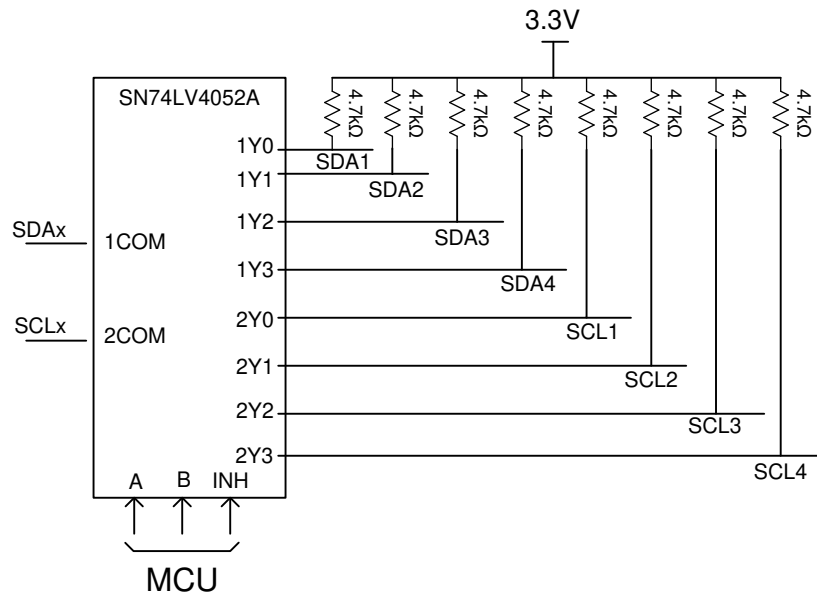 3.3V
SN74LV4052A
4.7kΩ
4.7kΩ
4.7kΩ
4.7kΩ
4.7kΩ
4.7kΩ
4.7kΩ
4.7kΩ
1Y0
SDA1
1Y1
SDA2
1Y2
SDAx
SDA3
1COM
1Y3
SDA4
2Y0
SCLx
2COM
SCL1
2Y1
SCL2
2Y2
SCL3
2Y3
SCL4
A B INH
MCU